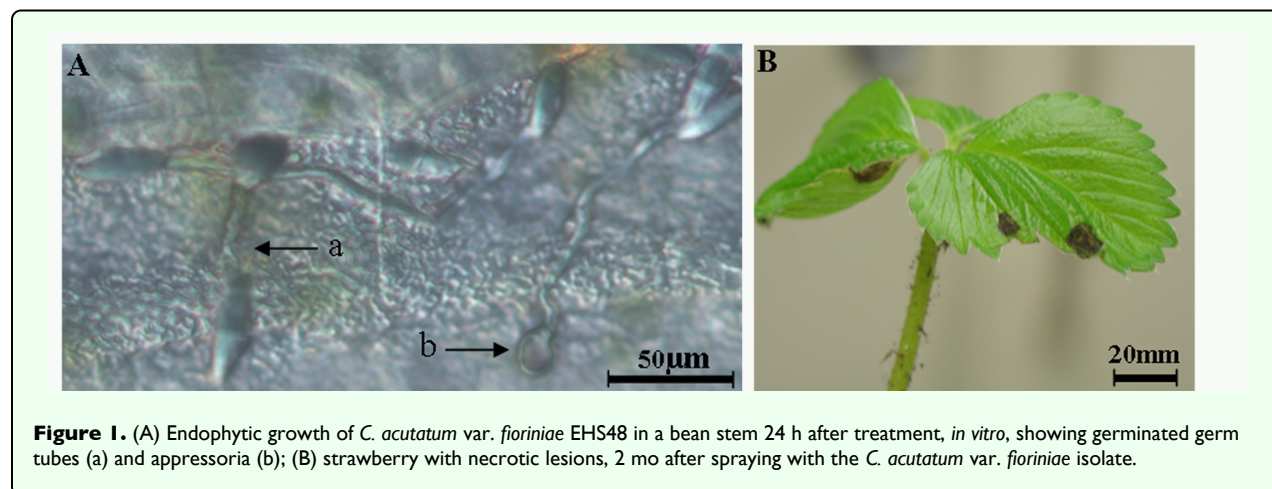 A
B
a
b
50μm
20mm
Figure 1. (A) Endophytic growth of C. acutatum var. fioriniae EHS48 in a bean stem 24 h after treatment, in vitro, showing germinated germ
tubes (a) and appressoria (b); (B) strawberry with necrotic lesions, 2 mo after spraying with the C. acutatum var. fioriniae isolate.